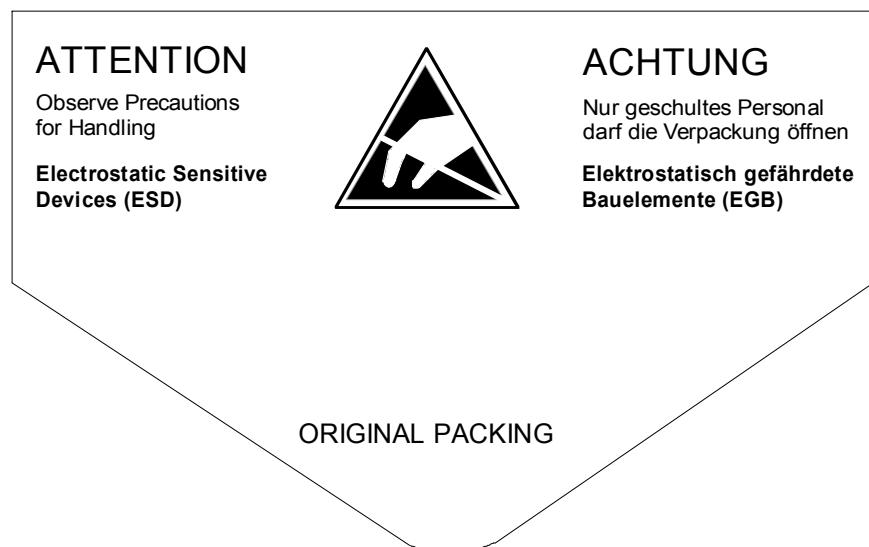 ATTENTION
Observe Precautions
for Handling
Electrostatic Sensitive
Devices (ESD)
ACHTUNG
Nur geschultes Personal
darf die Verpackung öffnen
Elektrostatisch gefährdete
Bauelemente (EGB)
ORIGINAL PACKING